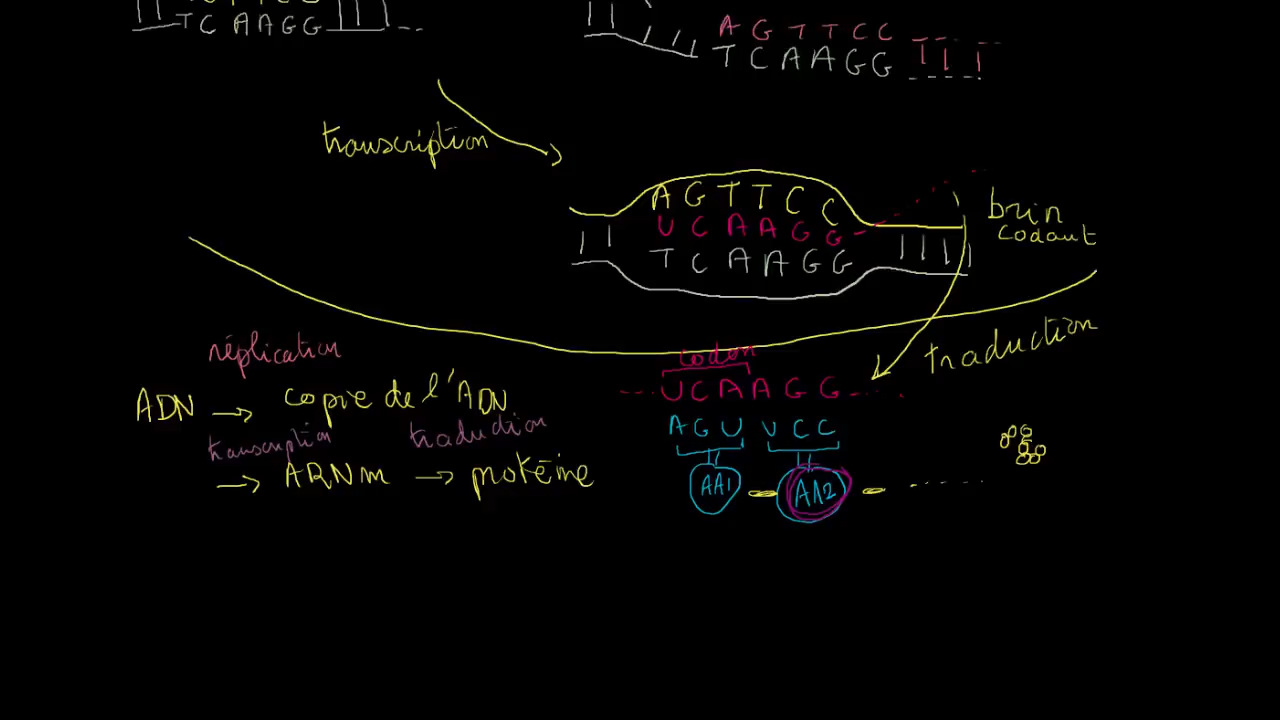 TCAAGG
AGTTCC
TCAAGG
transcription
AGTTCC
UCAAGG
TCAAGG
brin
codant
traduction
réplication
ADN → copie de l'ADN
transcription traduction
→ ARNm → protéine
codon
UCAAGG
AGU UCC
AA1 AA2